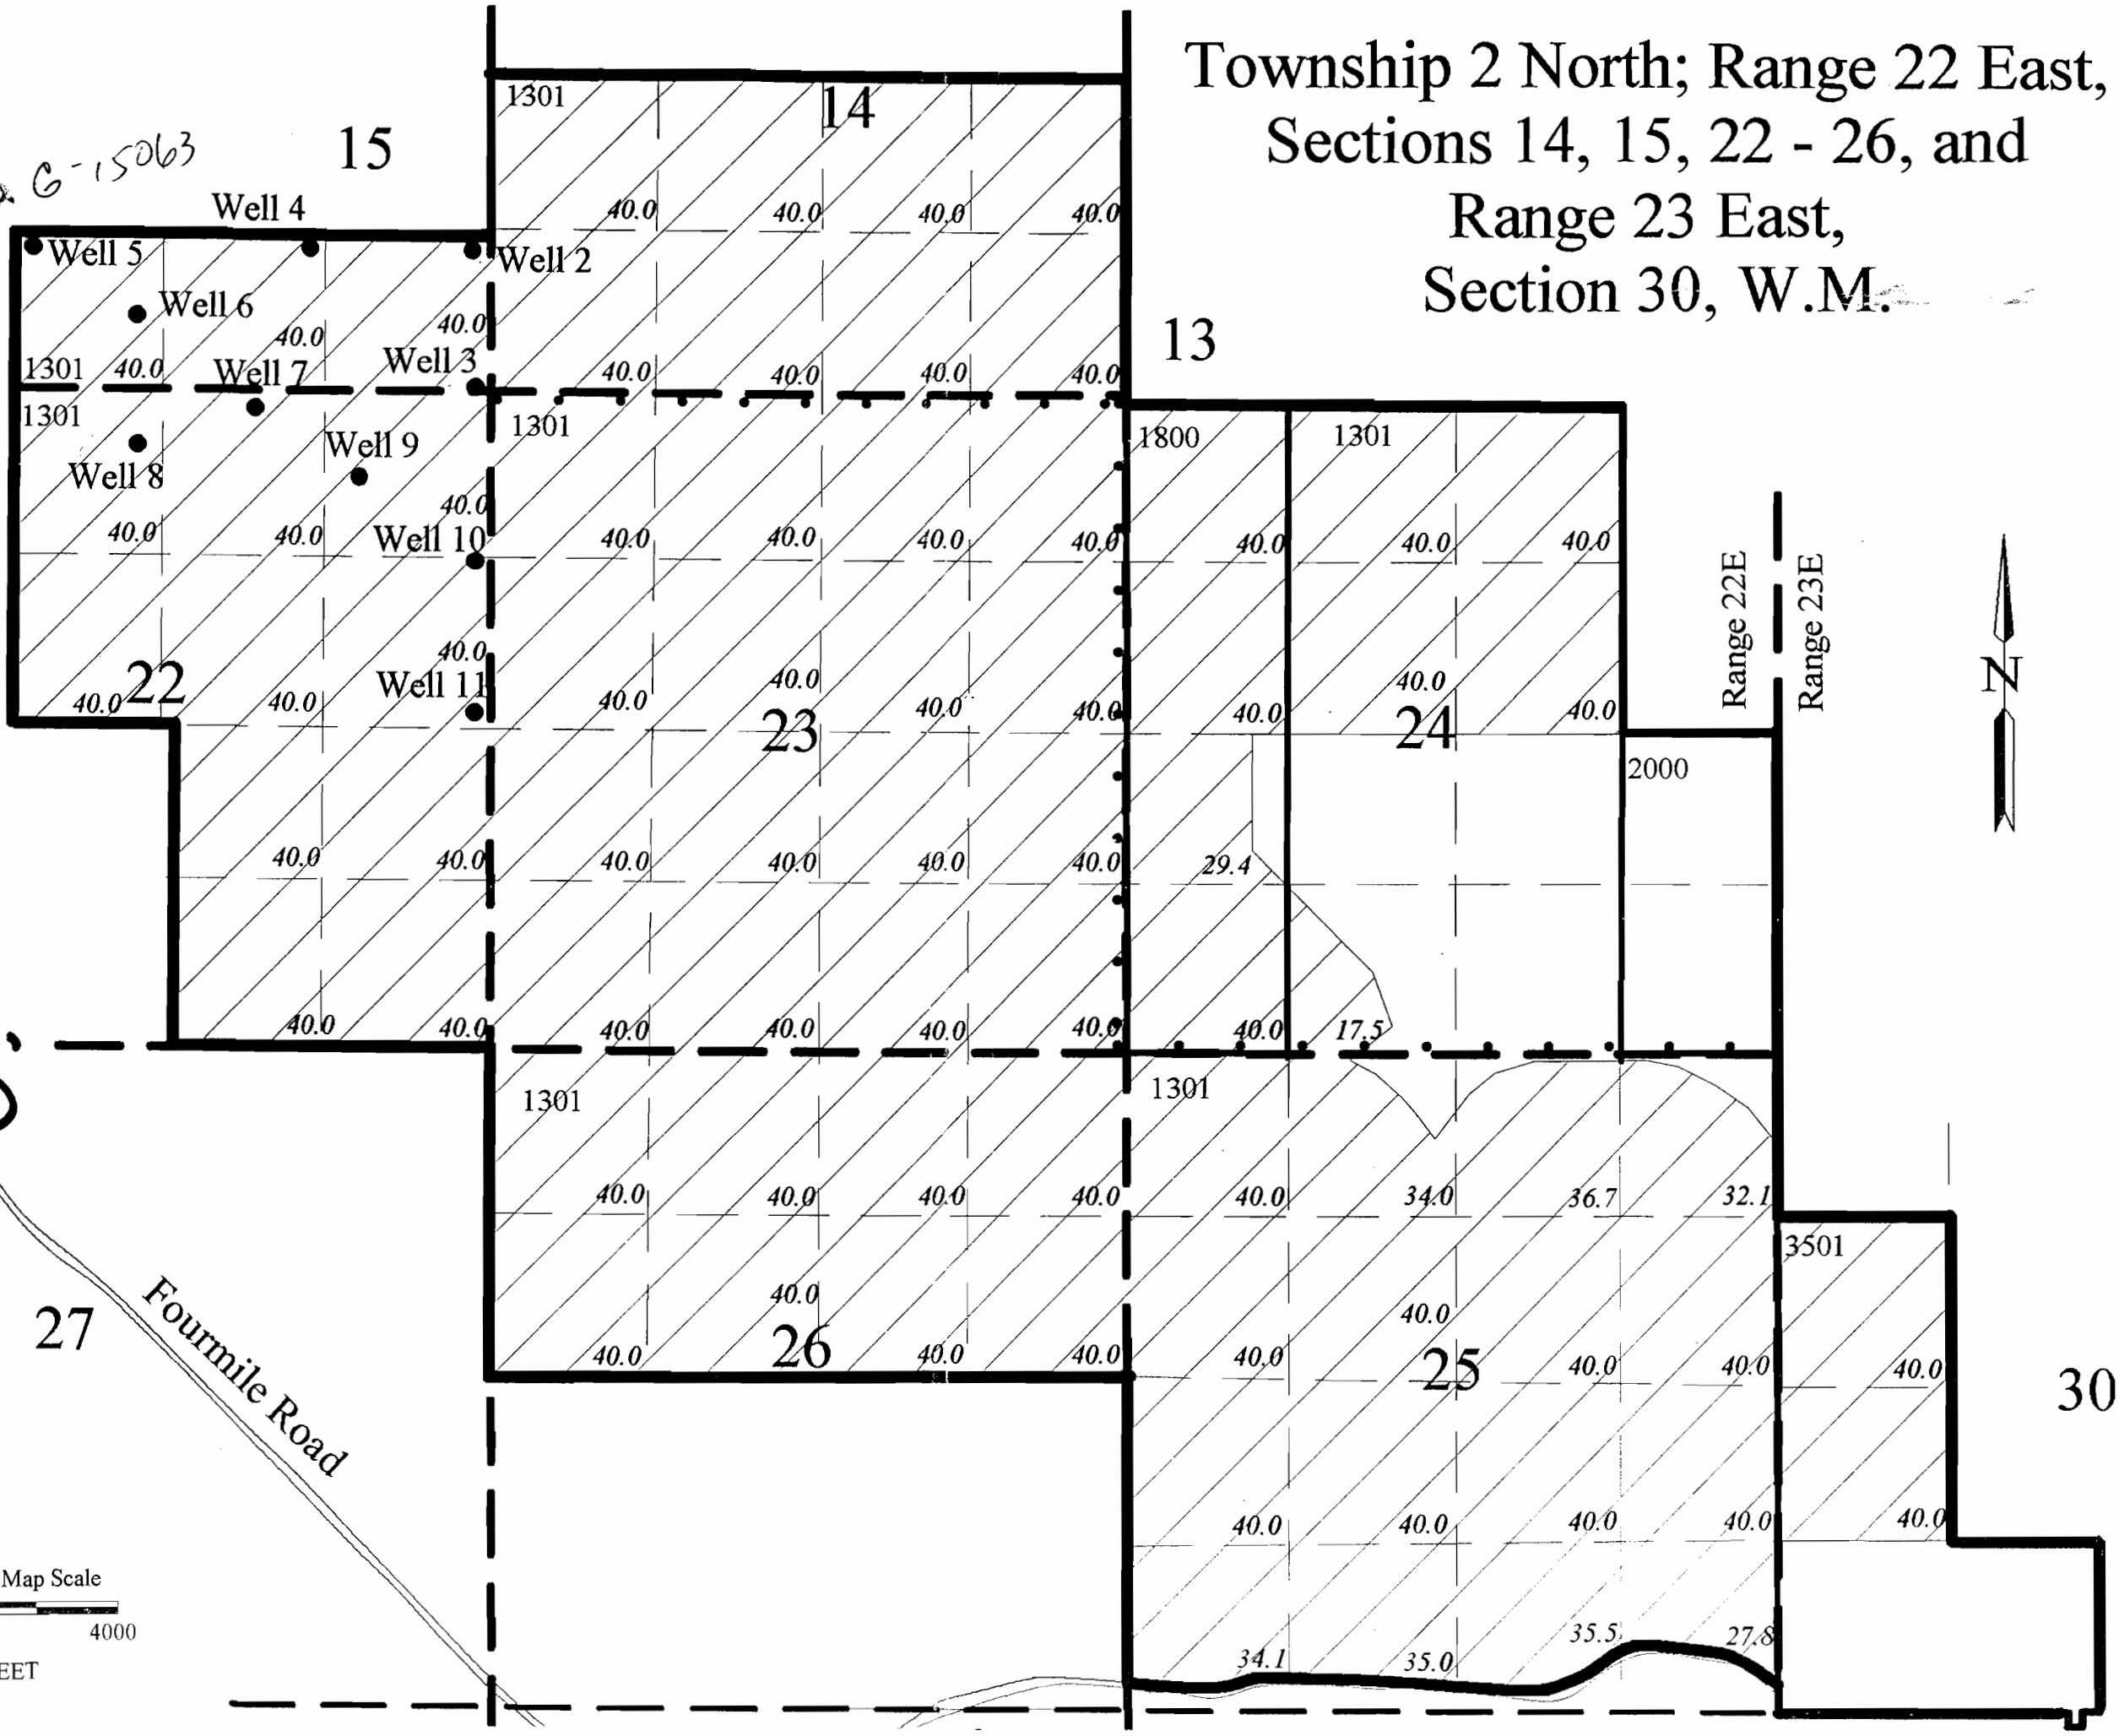 Township 2 North; Range 22 East,
Sections 14, 15, 22 - 26, and
Range 23 East,
Section 30, W.M.
G-15063
15
1301
14
40.0 40.0 40.0 40.0
Well 4
Well 5
Well 2
Well 6
40.0
40.0
13
1301
40.0
Well 7
Well 3
40.0 40.0 40.0 40.0
1301
1301
1800
1301
Well 9
Well 8
40.0
40.0
40.0
Well 10
40.0 40.0 40.0 40.0
40.0 40.0 40.0
Range 22E
Range 23E
N
40.0
Well 11
22
40.0
40.0
40.0
40.0
40.0 40.0
23
40.0
40.0
40.0
24
2000
40.0 40.0
40.0 40.0 40.0 40.0
29.4
40.0 40.0
40.0 40.0 40.0 40.0
40.0 17.5
1301
1301
40.0 40.0 40.0 40.0
40.0 34.0 36.7 32.1
3501
40.0
40.0
27
Fourmile Road
40.0
26
40.0 40.0
40.0
25
40.0 40.0
40.0
30
40.0 40.0 40.0 40.0
40.0
Map Scale
4000
EET
34.1 35.0 35.5 27.8